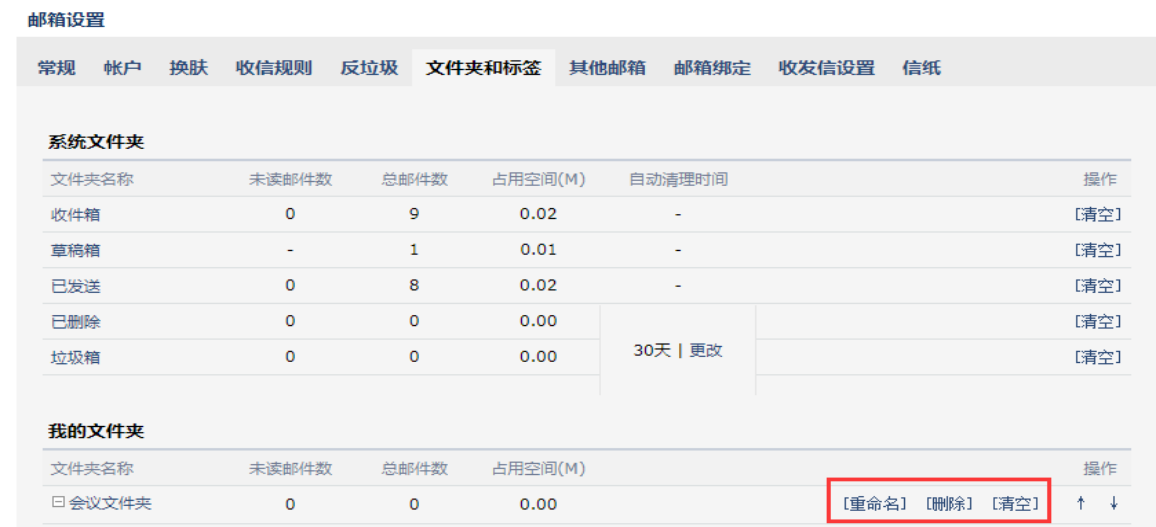 邮箱设置
常规 帐户 换肤 收信规则 反垃圾 文件夹和标签 其他邮箱 邮箱绑定 收发信设置 信纸
系统文件夹
文件夹名称 未读邮件数 总邮件数 占用空间(M) 自动清理时间 操作
收件箱 0 9 0.02 - [清空]
草稿箱 - 1 0.01 - [清空]
已发送 0 8 0.02 - [清空]
已删除 0 0 0.00 [清空]
30天 | 更改
垃圾箱 0 0 0.00 [清空]
我的文件夹
文件夹名称 未读邮件数 总邮件数 占用空间(M) 操作
会议文件夹 0 0 0.00 [重命名] [删除] [清空] ↑ ↓